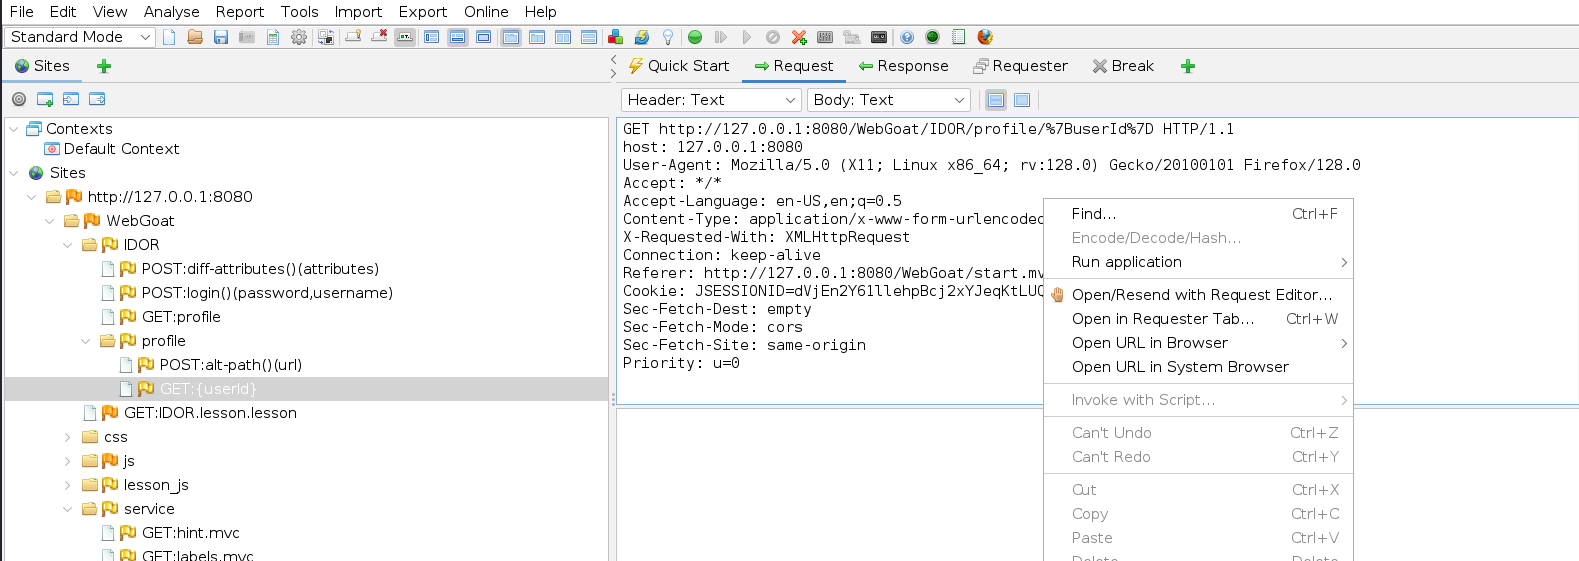 File Edit View Analyse Report Tools Import Export Online Help
Standard Mode
Sites
Quick Start Request Response Requester Break
Header: Text Body: Text
Contexts
Default Context
Sites
http://127.0.0.1:8080
WebGoat
IDOR
POST:diff-attributes()(attributes)
POST:login()(password,username)
GET:profile
profile
POST:alt-path()(url)
GET:{userId}
GET:IDOR.lesson.lesson
css
js
lesson_js
service
GET:hint.mvc
GET:labels.mvc
GET http://127.0.0.1:8080/WebGoat/IDOR/profile/%7BuserId%7D HTTP/1.1
host: 127.0.0.1:8080
User-Agent: Mozilla/5.0 (X11; Linux x86_64; rv:128.0) Gecko/20100101 Firefox/128.0
Accept: */*
Accept-Language: en-US,en;q=0.5
Content-Type: application/x-www-form-urlencoded
X-Requested-With: XMLHttpRequest
Connection: keep-alive
Referer: http://127.0.0.1:8080/WebGoat/start.mv
Cookie: JSESSIONID=dVjEn2Y61llehpBcj2xYJeqKtLUQ
Sec-Fetch-Dest: empty
Sec-Fetch-Mode: cors
Sec-Fetch-Site: same-origin
Priority: u=0
Find... Ctrl+F
Encode/Decode/Hash...
Run application
Open/Resend with Request Editor...
Open in Requester Tab... Ctrl+W
Open URL in Browser
Open URL in System Browser
Invoke with Script...
Can't Undo Ctrl+Z
Can't Redo Ctrl+Y
Cut Ctrl+X
Copy Ctrl+C
Paste Ctrl+V
Delete Delete